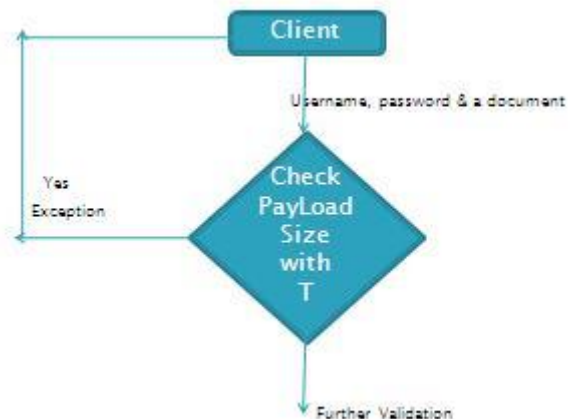 Client
Username, password & a document
Check
PayLoad
Size
with
T
Yes
Exception
Further Validation